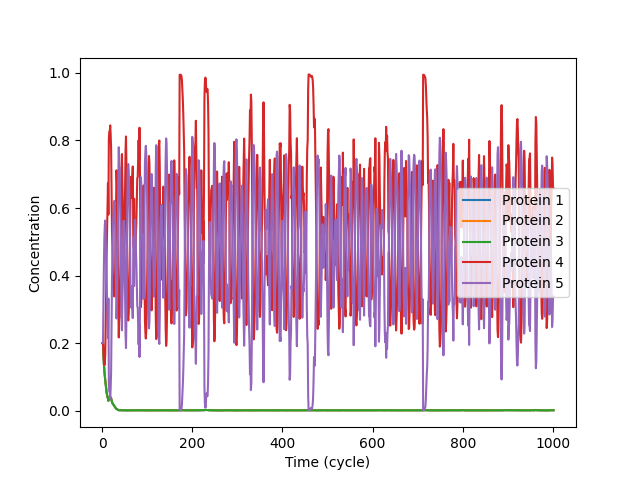 1.0
0.8
0.6
0.4
0.2
0.0
Concentration
0
200
400
600
800
1000
Time (cycle)
Protein 1
Protein 2
Protein 3
Protein 4
Protein 5